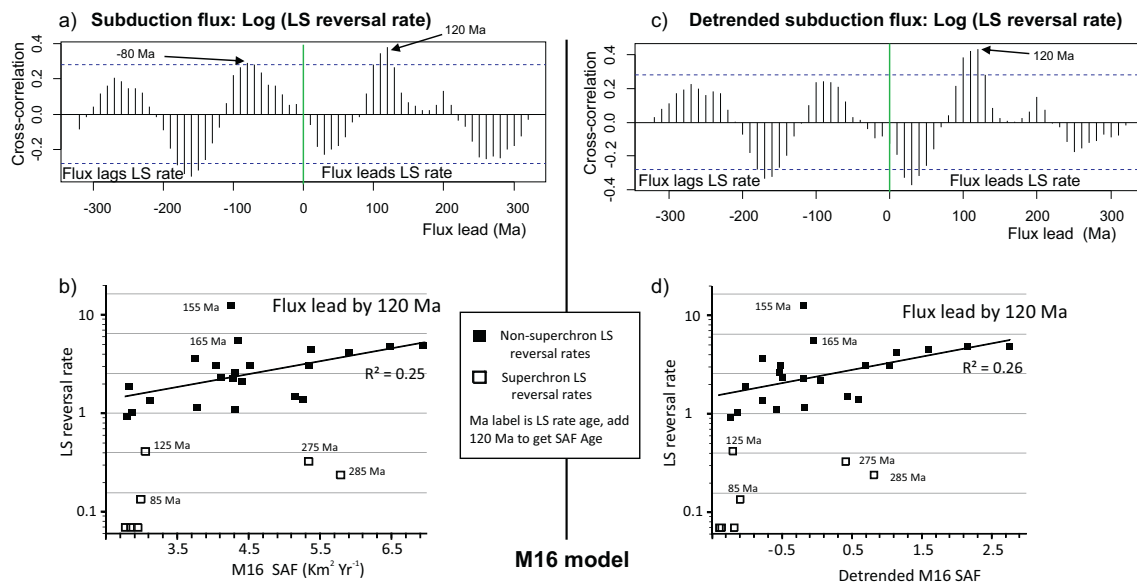 a) Subduction flux: Log (LS reversal rate)
Cross-correlation
0.4
0.2
0.0
-0.2
-80 Ma
120 Ma
Flux lags LS rate
Flux leads LS rate
-300 -200 -100 0 100 200 300
Flux lead (Ma)
c) Detrended subduction flux: Log (LS reversal rate)
Cross-correlation
0.4
0.2
0.0
-0.2
-0.4
120 Ma
Flux lags LS rate
Flux leads LS rate
-300 -200 -100 0 100 200 300
Flux lead (Ma)
b)
Flux lead by 120 Ma
LS reversal rate
10
1
0.1
155 Ma
165 Ma
R² = 0.25
125 Ma
275 Ma
285 Ma
85 Ma
3.5 4.5 5.5 6.5
M16 SAF (Km² Yr⁻¹)
Non-superchron LS
reversal rates
Superchron LS
reversal rates
Ma label is LS rate age, add
120 Ma to get SAF Age
M16 model
d)
Flux lead by 120 Ma
LS reversal rate
10
1
0.1
155 Ma
165 Ma
R² = 0.26
125 Ma
275 Ma
285 Ma
85 Ma
-0.5 0.5 1.5 2.5
Detrended M16 SAF